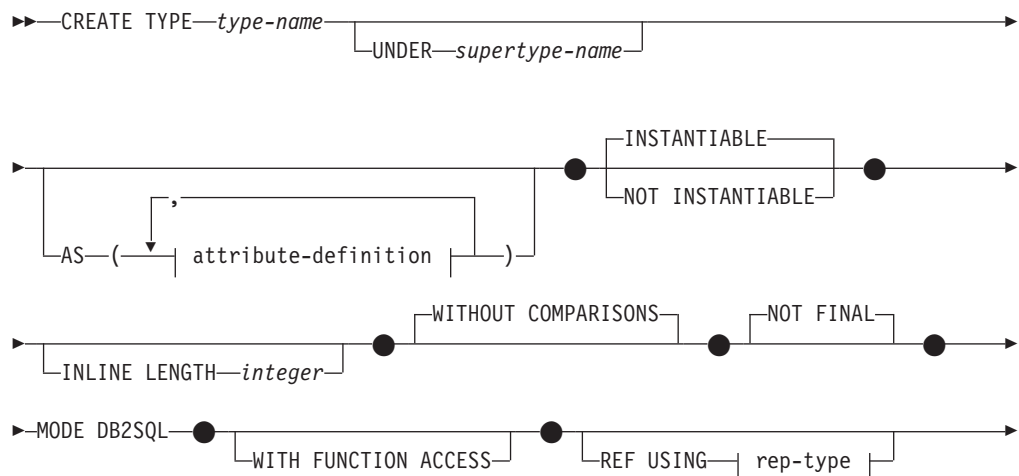 CREATE TYPE type-name
UNDER supertype-name
INSTANTIABLE
NOT INSTANTIABLE
,
AS ( attribute-definition )
WITHOUT COMPARISONS NOT FINAL
INLINE LENGTH integer
MODE DB2SQL
WITH FUNCTION ACCESS REF USING rep-type